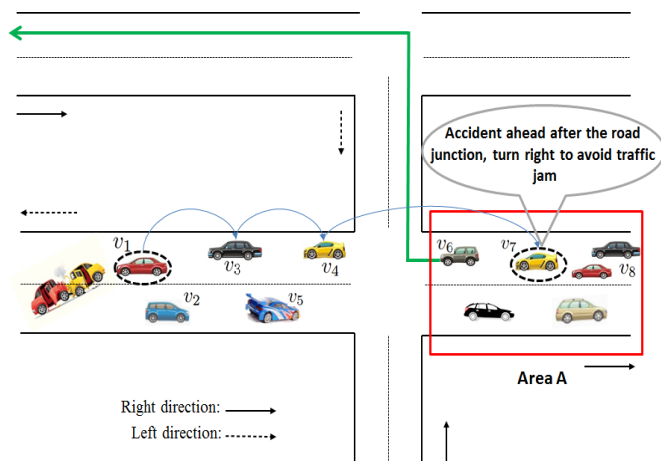 Accident ahead after the road
junction, turn right to avoid traffic
jam
v1
v3
v4
v6
v7
v8
v2
v5
Area A
Right direction:
Left direction: